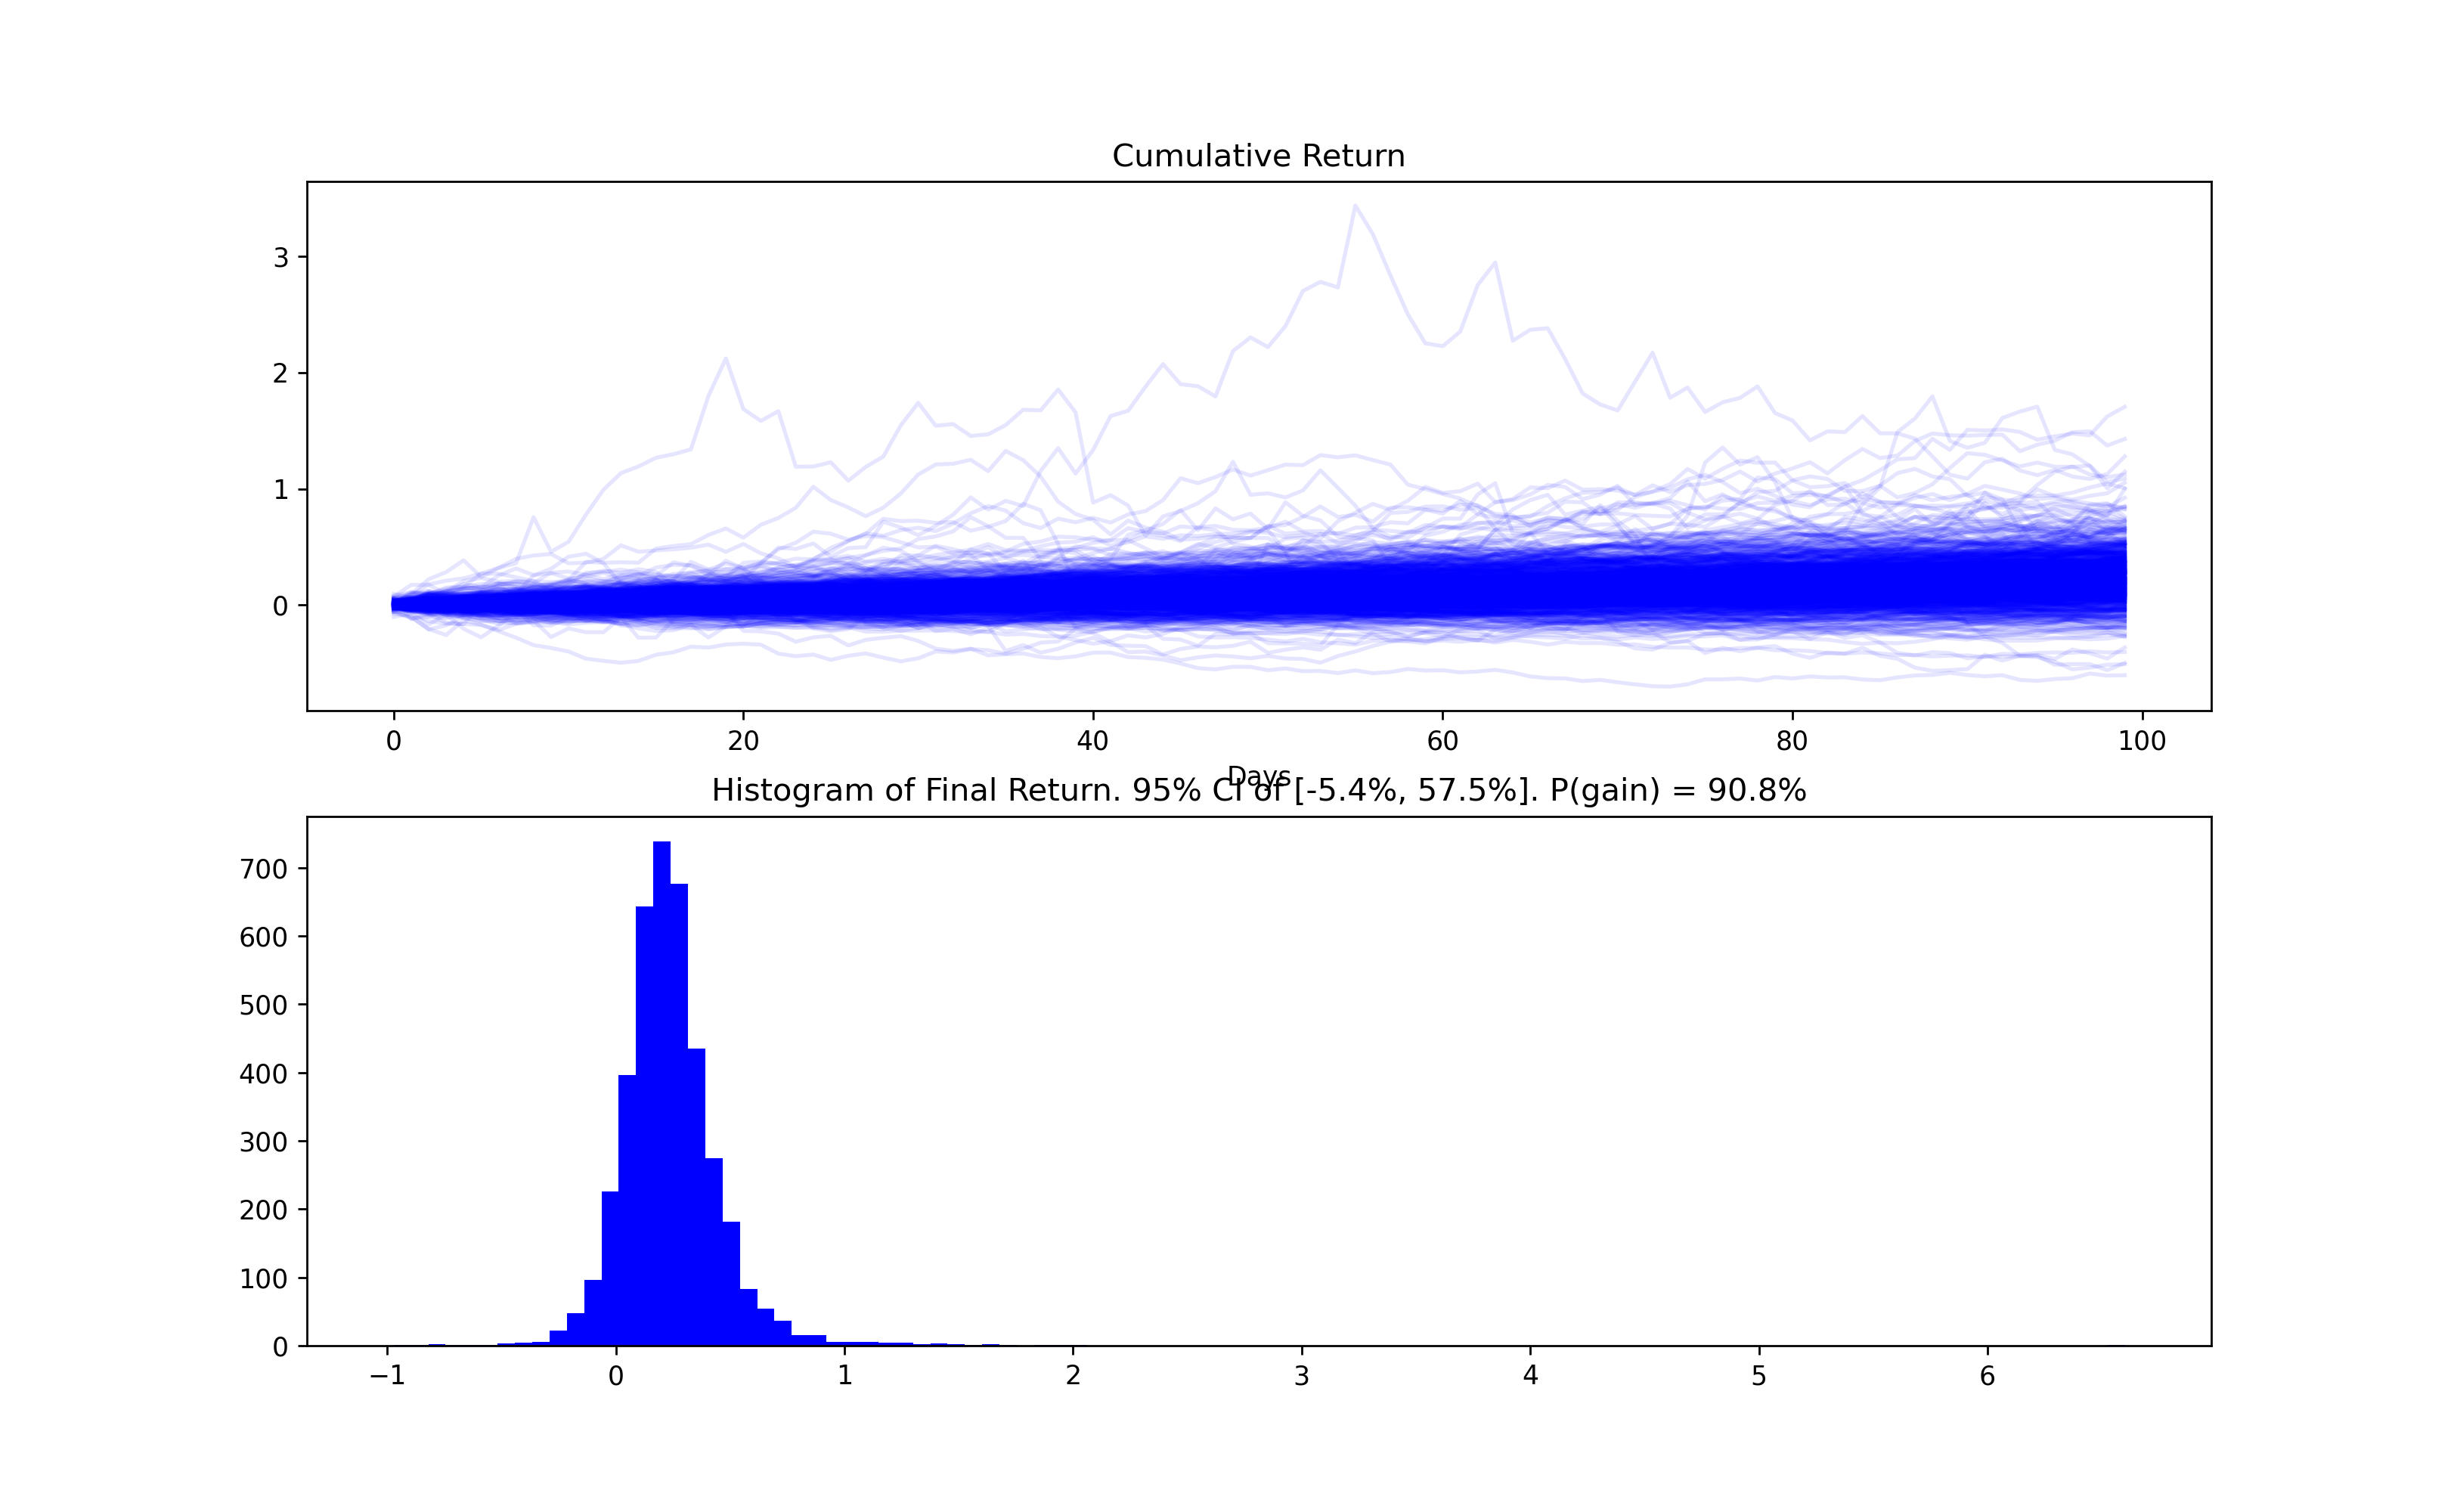 Cumulative Return
3
2
1
0
0 20 40 60 80 100
Days
Histogram of Final Return. 95% CI of [-5.4%, 57.5%]. P(gain) = 90.8%
700
600
500
400
300
200
100
0
−1 0 1 2 3 4 5 6